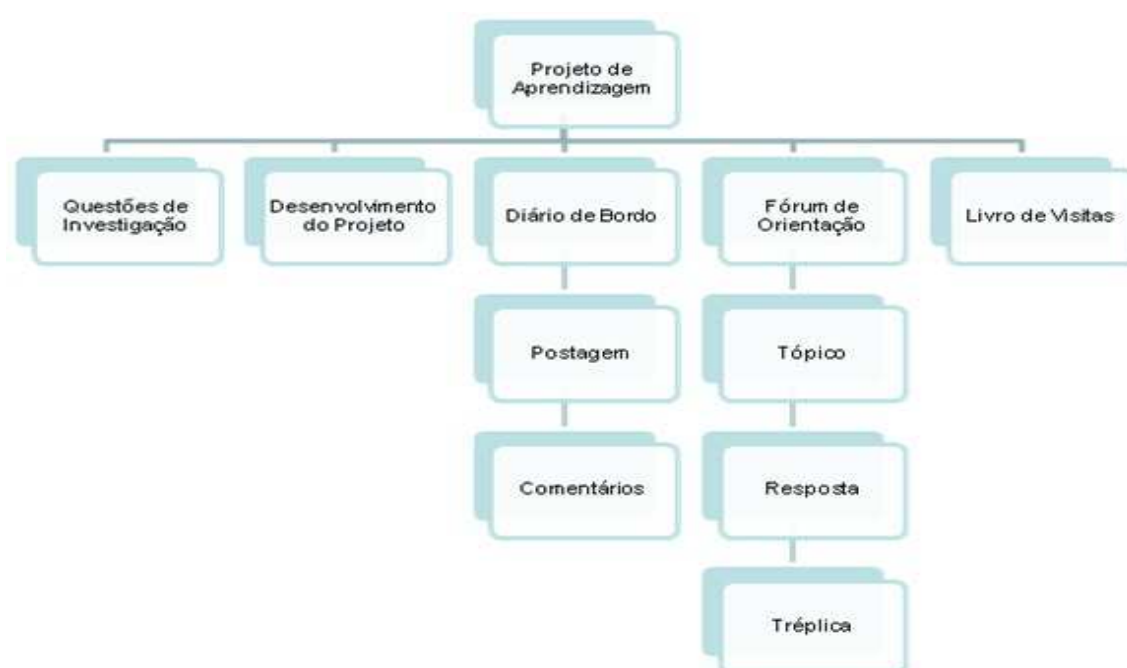 Projeto de
Aprendizagem
Questões de
Investigação
Desenvolvimento
do Projeto
Diário de Bordo
Fórum de
Orientação
Livro de Visitas
Postagem
Tópico
Comentários
Resposta
Tréplica